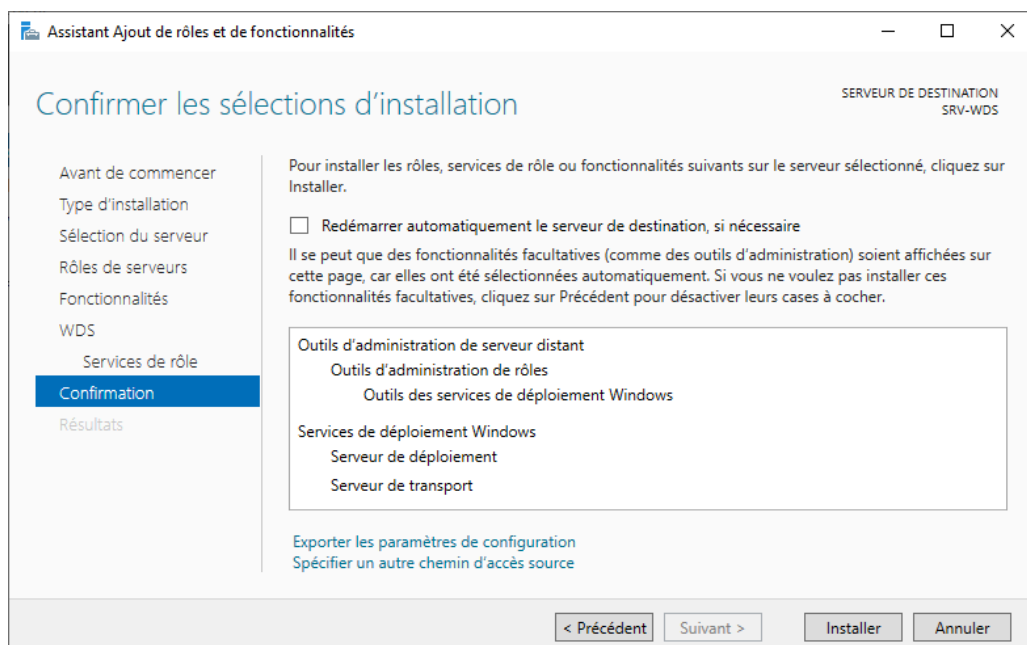 Assistant Ajout de rôles et de fonctionnalités
Confirmer les sélections d’installation
SERVEUR DE DESTINATION
SRV-WDS
Avant de commencer
Type d’installation
Sélection du serveur
Rôles de serveurs
Fonctionnalités
WDS
Services de rôle
Confirmation
Résultats
Pour installer les rôles, services de rôle ou fonctionnalités suivants sur le serveur sélectionné, cliquez sur
Installer.
Redémarrer automatiquement le serveur de destination, si nécessaire
Il se peut que des fonctionnalités facultatives (comme des outils d’administration) soient affichées sur
cette page, car elles ont été sélectionnées automatiquement. Si vous ne voulez pas installer ces
fonctionnalités facultatives, cliquez sur Précédent pour désactiver leurs cases à cocher.
Outils d’administration de serveur distant
Outils d’administration de rôles
Outils des services de déploiement Windows
Services de déploiement Windows
Serveur de déploiement
Serveur de transport
Exporter les paramètres de configuration
Spécifier un autre chemin d’accès source
< Précédent
Suivant >
Installer
Annuler